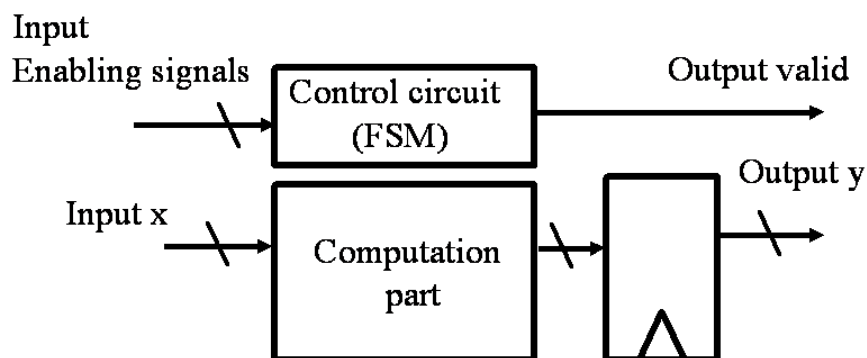 Input
Enabling signals
Control circuit
(FSM)
Output valid
Input x
Computation
part
Output y